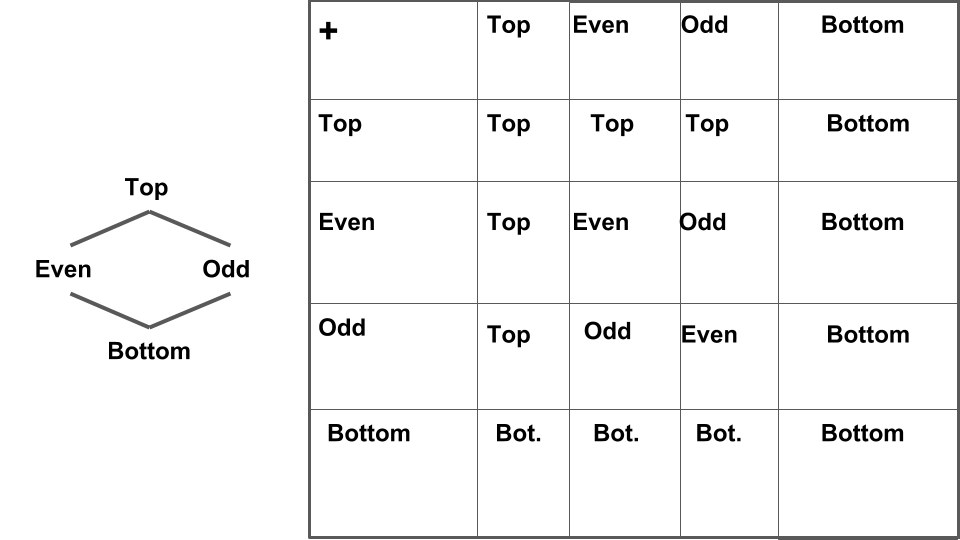 Top
Even Odd
Bottom
+ Top Even Odd Bottom
Top Top Top Top Bottom
Even Top Even Odd Bottom
Odd Top Odd Even Bottom
Bottom Bot. Bot. Bot. Bottom